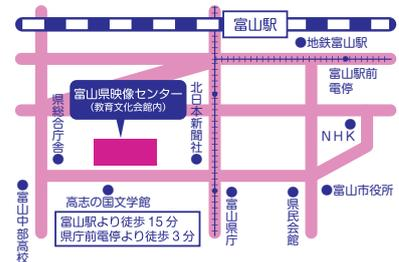 富山駅
地鉄富山駅
富山駅前
電停
富山県映像センター
(教育文化会館内)
県総合庁舎
北日本新聞社
NHK
高志の国文学館
富山市役所
富山中部高校
富山県庁
県民会館
富山駅より徒歩 15 分
県庁前電停より徒歩 3 分